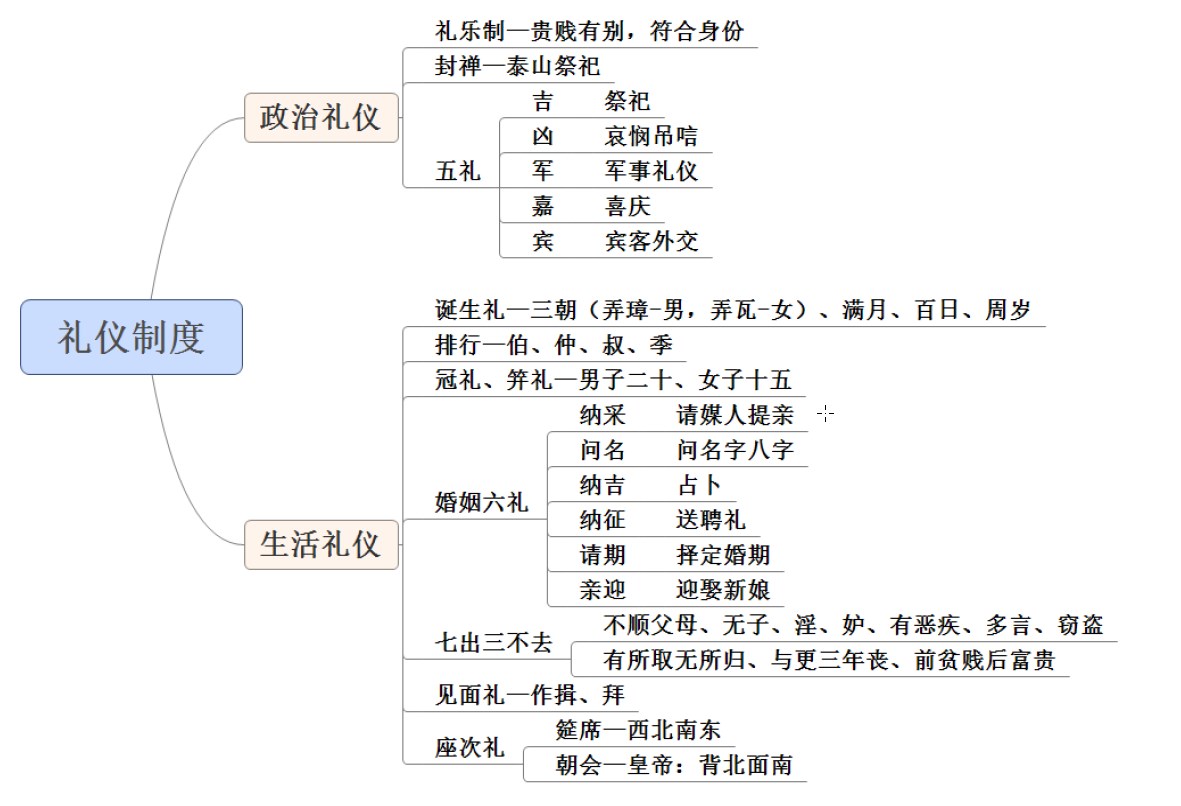 礼仪制度
政治礼仪
礼乐制—贵贱有别，符合身份
封禅—泰山祭祀
五礼
吉 祭祀
凶 哀悯吊唁
军 军事礼仪
嘉 喜庆
宾 宾客外交
生活礼仪
诞生礼—三朝（弄璋-男，弄瓦-女）、满月、百日、周岁
排行—伯、仲、叔、季
冠礼、笄礼—男子二十、女子十五
婚姻六礼
纳采 请媒人提亲
问名 问名字八字
纳吉 占卜
纳征 送聘礼
请期 择定婚期
亲迎 迎娶新娘
七出三不去
不顺父母、无子、淫、妒、有恶疾、多言、窃盗
有所取无所归、与更三年丧、前贫贱后富贵
见面礼—作揖、拜
座次礼
筵席—西北南东
朝会—皇帝：背北面南